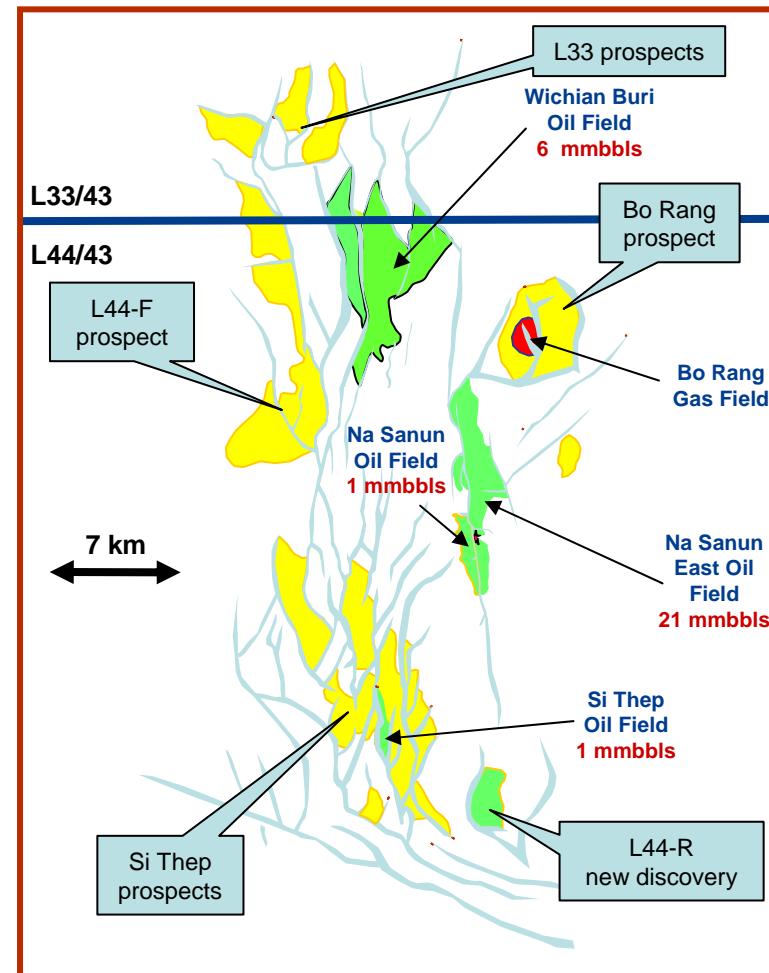 L33 prospects
Wichian Buri
Oil Field
6 mmbbls
L33/43
L44/43
Bo Rang
prospect
L44-F
prospect
Bo Rang
Gas Field
Na Sanun
Oil Field
1 mmbbls
7 km
Na Sanun
East Oil
Field
21 mmbbls
Si Thep
Oil Field
1 mmbbls
Si Thep
prospects
L44-R
new discovery